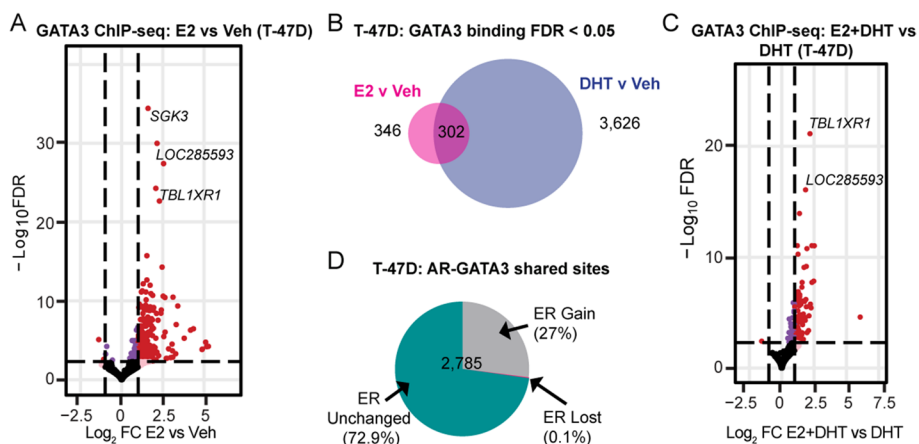 A
GATA3 ChIP-seq: E2 vs Veh (T-47D)
SGK3
LOC285593
TBL1XR1
30
20
10
0
−2.5
0
2.5
5
− Log10FDR
Log2 FC E2 vs Veh
B
T-47D: GATA3 binding FDR < 0.05
E2 v Veh
DHT v Veh
346
302
3,626
D
T-47D: AR-GATA3 shared sites
ER Gain
(27%)
2,785
ER
Unchanged
(72.9%)
ER Lost
(0.1%)
C
GATA3 ChIP-seq: E2+DHT vs
DHT (T-47D)
TBL1XR1
LOC285593
20
10
0
−2.5
0
2.5
5.0
7.5
− Log10 FDR
Log2 FC E2+DHT vs DHT